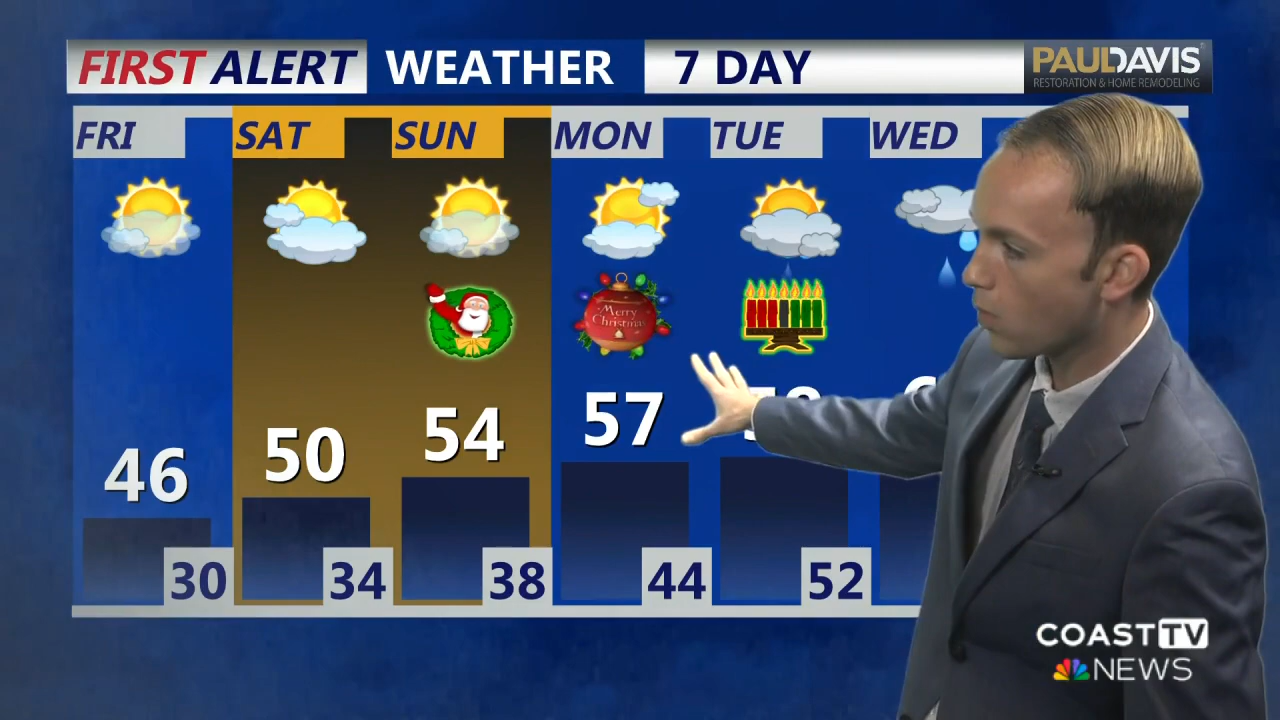 FIRST ALERT WEATHER 7 DAY
PAUL DAVIS
RESTORATION & HOME REMODELING
FRI SAT SUN MON TUE WED
Merry
Christmas
46 50 54 57
30 34 38 44 52
COAST TV
NEWS